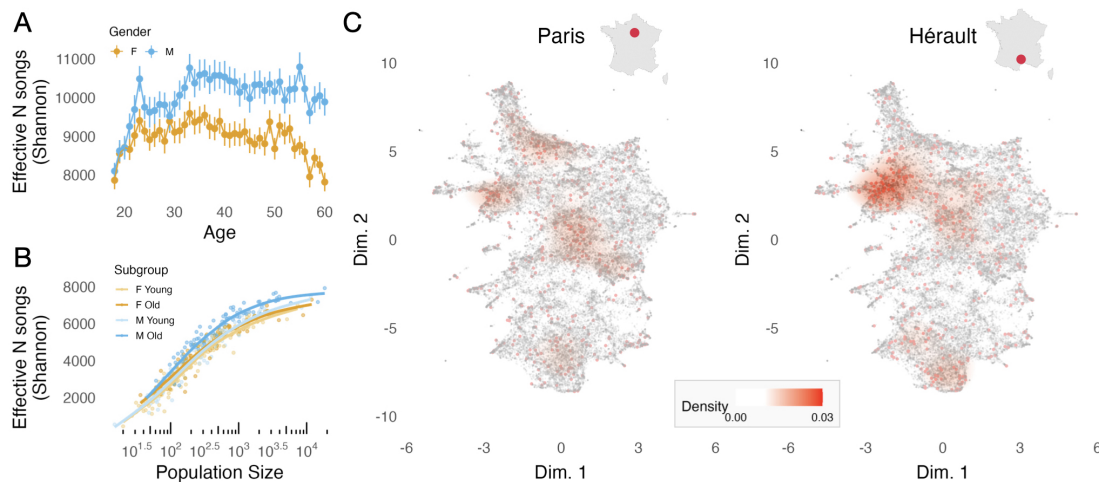 A
Gender
F M
Effective N songs
(Shannon)
11000
10000
9000
8000
20 30 40 50 60
Age
B
Subgroup
F Young
F Old
M Young
M Old
Effective N songs
(Shannon)
8000
6000
4000
2000
10^1.5 10^2 10^2.5 10^3 10^3.5 10^4
Population Size
C
Paris
Hérault
10
5
0
-5
-10
Dim. 2
-6 -3 0 3 6
Dim. 1
10
5
0
-5
Dim. 2
-3 0 3 6
Dim. 1
Density
0.00 0.03